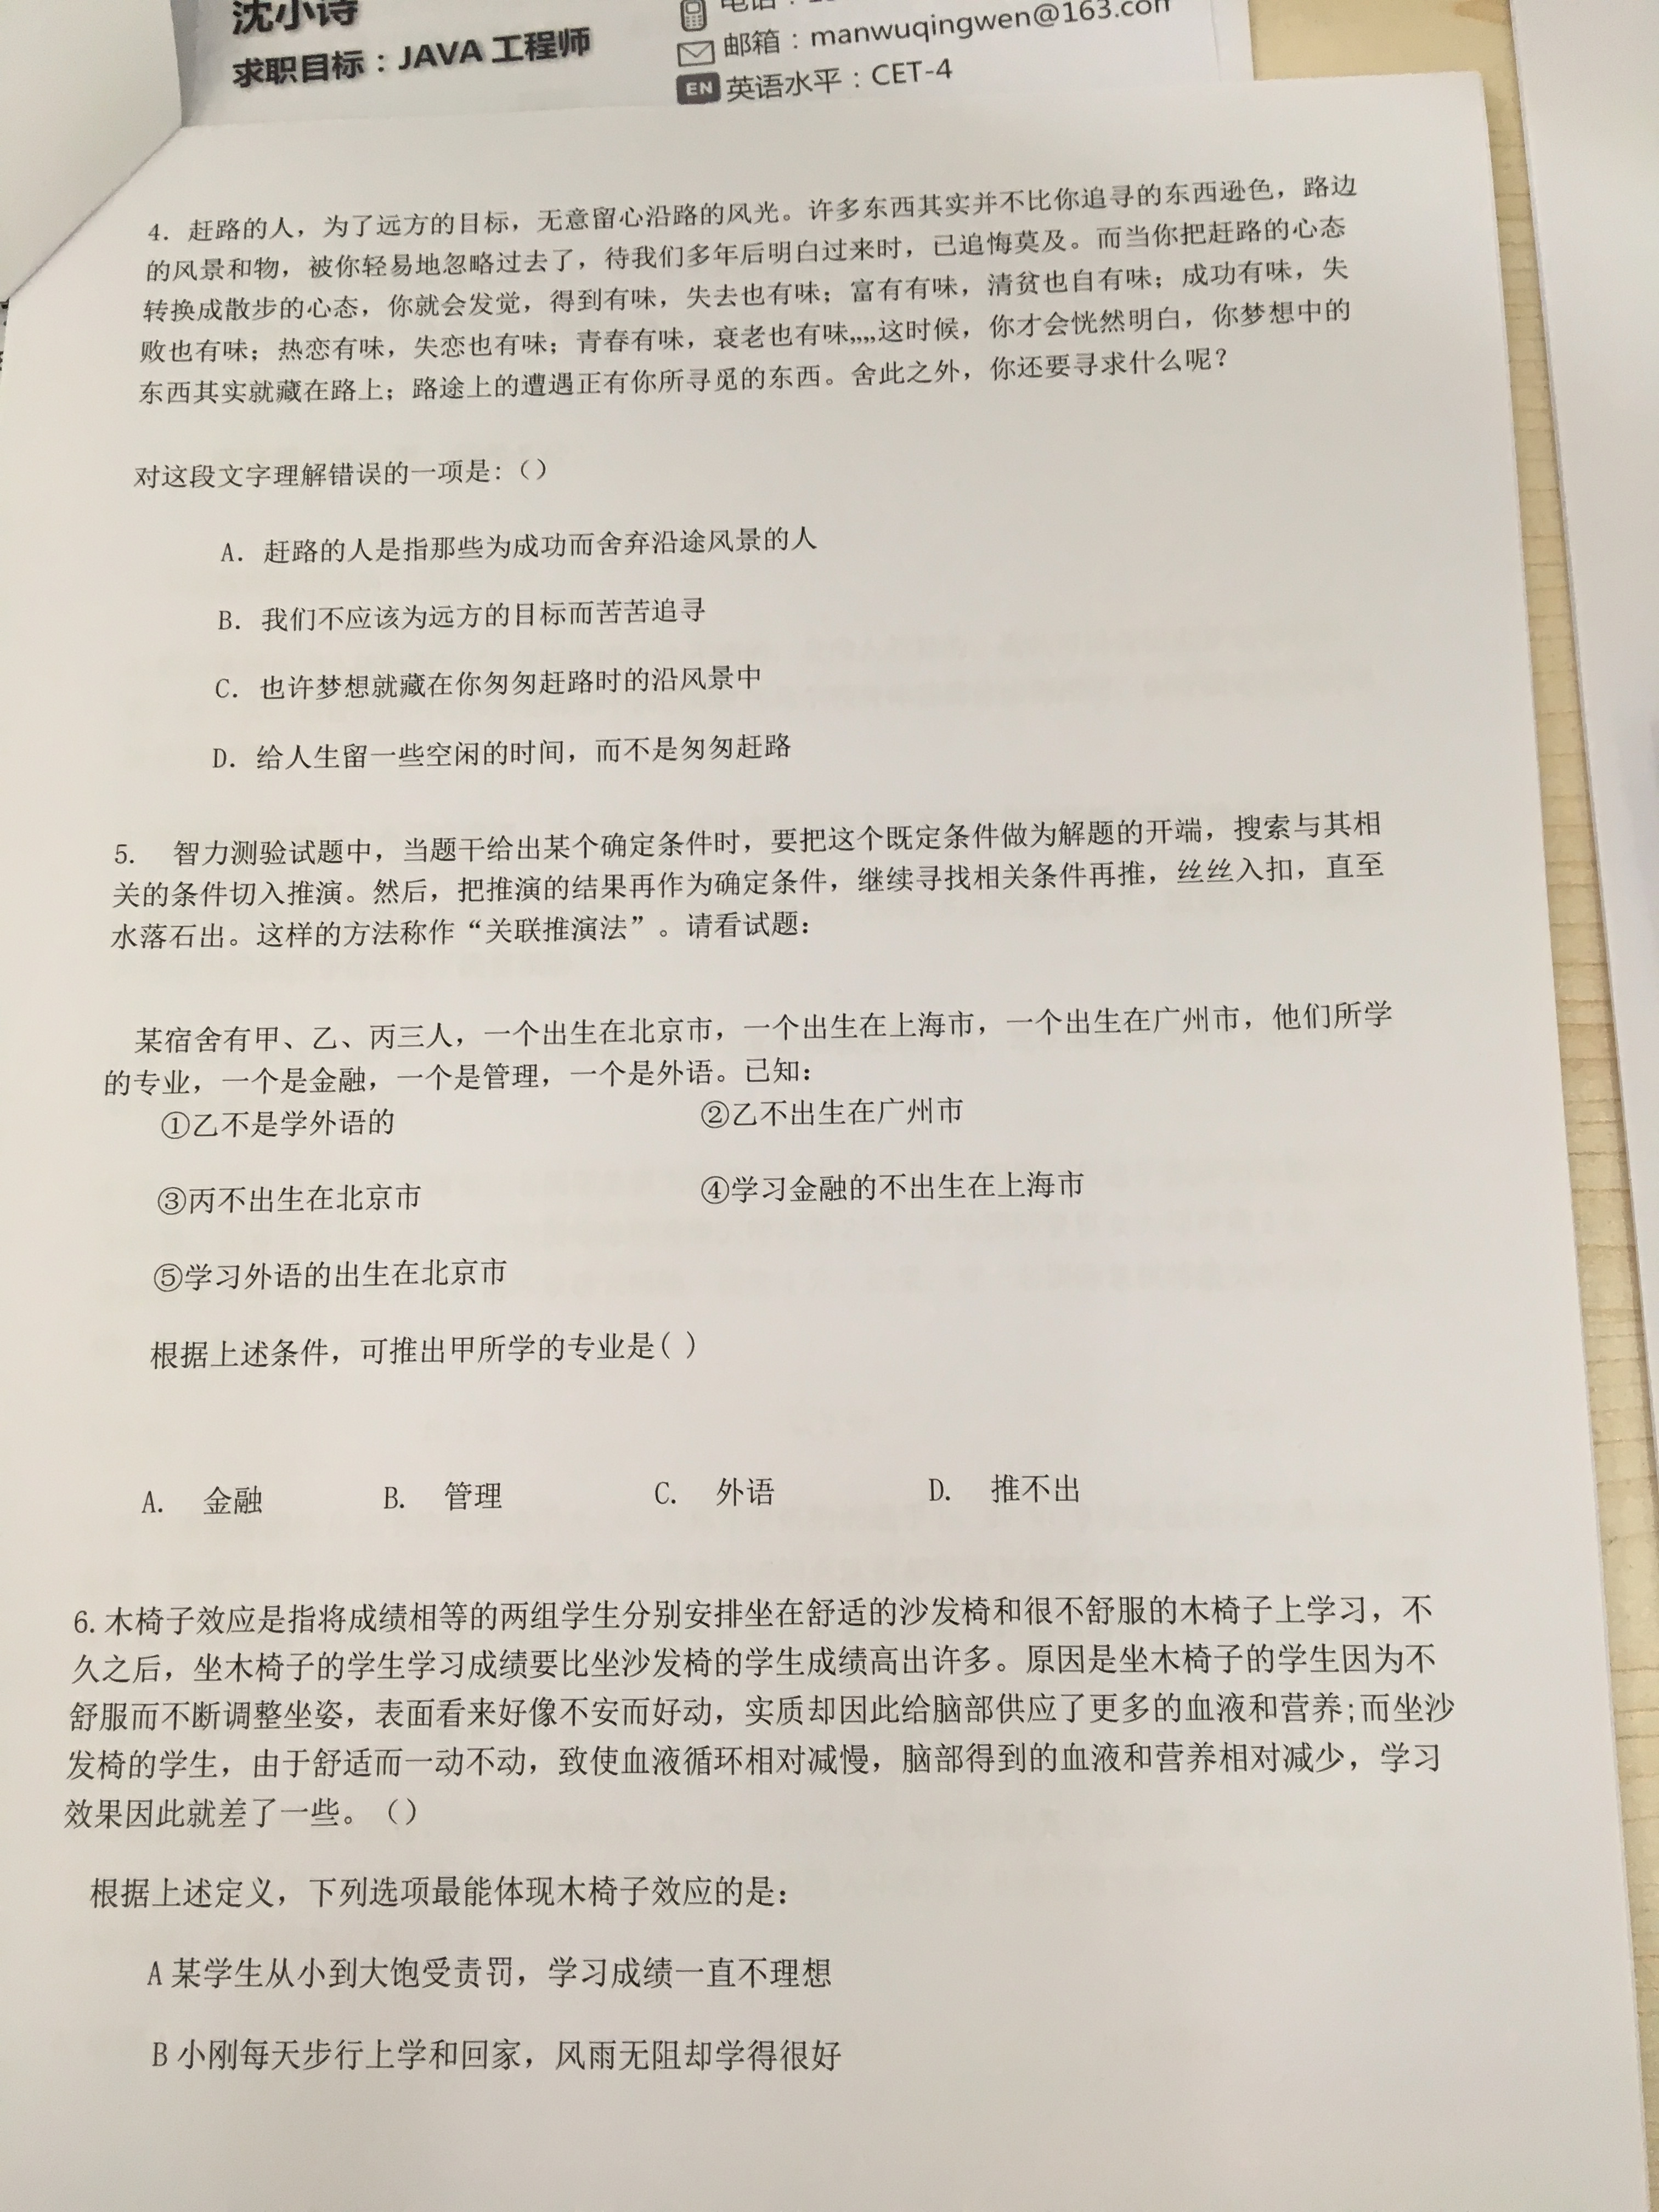 沈小诗
求职目标：JAVA 工程师
电话：
邮箱：manwuqingwen@163.com
EN 英语水平：CET-4
4. 赶路的人，为了远方的目标，无意留心沿路的风光。许多东西其实并不比你追寻的东西逊色，路边
的风景和物，被你轻易地忽略过去了，待我们多年后明白过来时，已追悔莫及。而当你把赶路的心态
转换成散步的心态，你就会发觉，得到有味，失去也有味；富有有味，清贫也自有味；成功有味，失
败也有味；热恋有味，失恋也有味；青春有味，衰老也有味„„这时候，你才会恍然明白，你梦想中的
东西其实就藏在路上；路途上的遭遇正有你所寻觅的东西。舍此之外，你还要寻求什么呢？
对这段文字理解错误的一项是:（）
A. 赶路的人是指那些为成功而舍弃沿途风景的人
B. 我们不应该为远方的目标而苦苦追寻
C. 也许梦想就藏在你匆匆赶路时的沿风景中
D. 给人生留一些空闲的时间，而不是匆匆赶路
5. 智力测验试题中，当题干给出某个确定条件时，要把这个既定条件做为解题的开端，搜索与其相
关的条件切入推演。然后，把推演的结果再作为确定条件，继续寻找相关条件再推，丝丝入扣，直至
水落石出。这样的方法称作“关联推演法”。请看试题：
某宿舍有甲、乙、丙三人，一个出生在北京市，一个出生在上海市，一个出生在广州市，他们所学
的专业，一个是金融，一个是管理，一个是外语。已知：
①乙不是学外语的 ②乙不出生在广州市
③丙不出生在北京市 ④学习金融的不出生在上海市
⑤学习外语的出生在北京市
根据上述条件，可推出甲所学的专业是( )
A. 金融 B. 管理 C. 外语 D. 推不出
6.木椅子效应是指将成绩相等的两组学生分别安排坐在舒适的沙发椅和很不舒服的木椅子上学习，不
久之后，坐木椅子的学生学习成绩要比坐沙发椅的学生成绩高出许多。原因是坐木椅子的学生因为不
舒服而不断调整坐姿，表面看来好像不安而好动，实质却因此给脑部供应了更多的血液和营养;而坐沙
发椅的学生，由于舒适而一动不动，致使血液循环相对减慢，脑部得到的血液和营养相对减少，学习
效果因此就差了一些。（）
根据上述定义，下列选项最能体现木椅子效应的是：
A 某学生从小到大饱受责罚，学习成绩一直不理想
B 小刚每天步行上学和回家，风雨无阻却学得很好